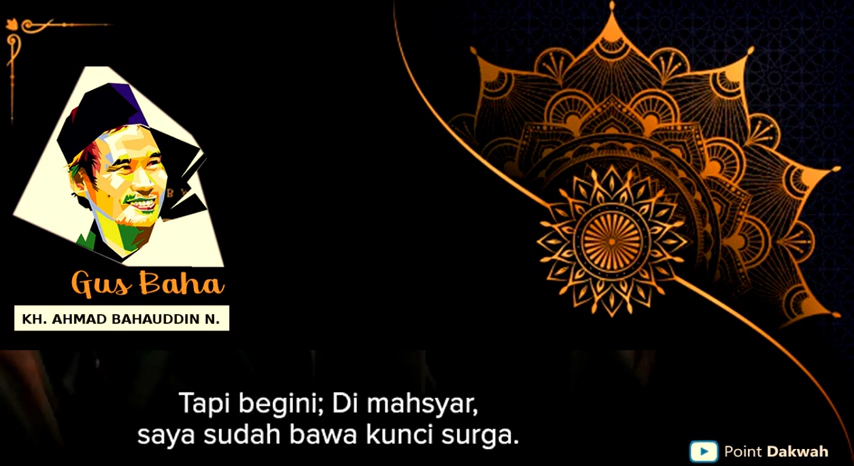 Gus Baha
KH. AHMAD BAHAUDDIN N.
Tapi begini; Di mahsyar,
saya sudah bawa kunci surga.
Point Dakwah